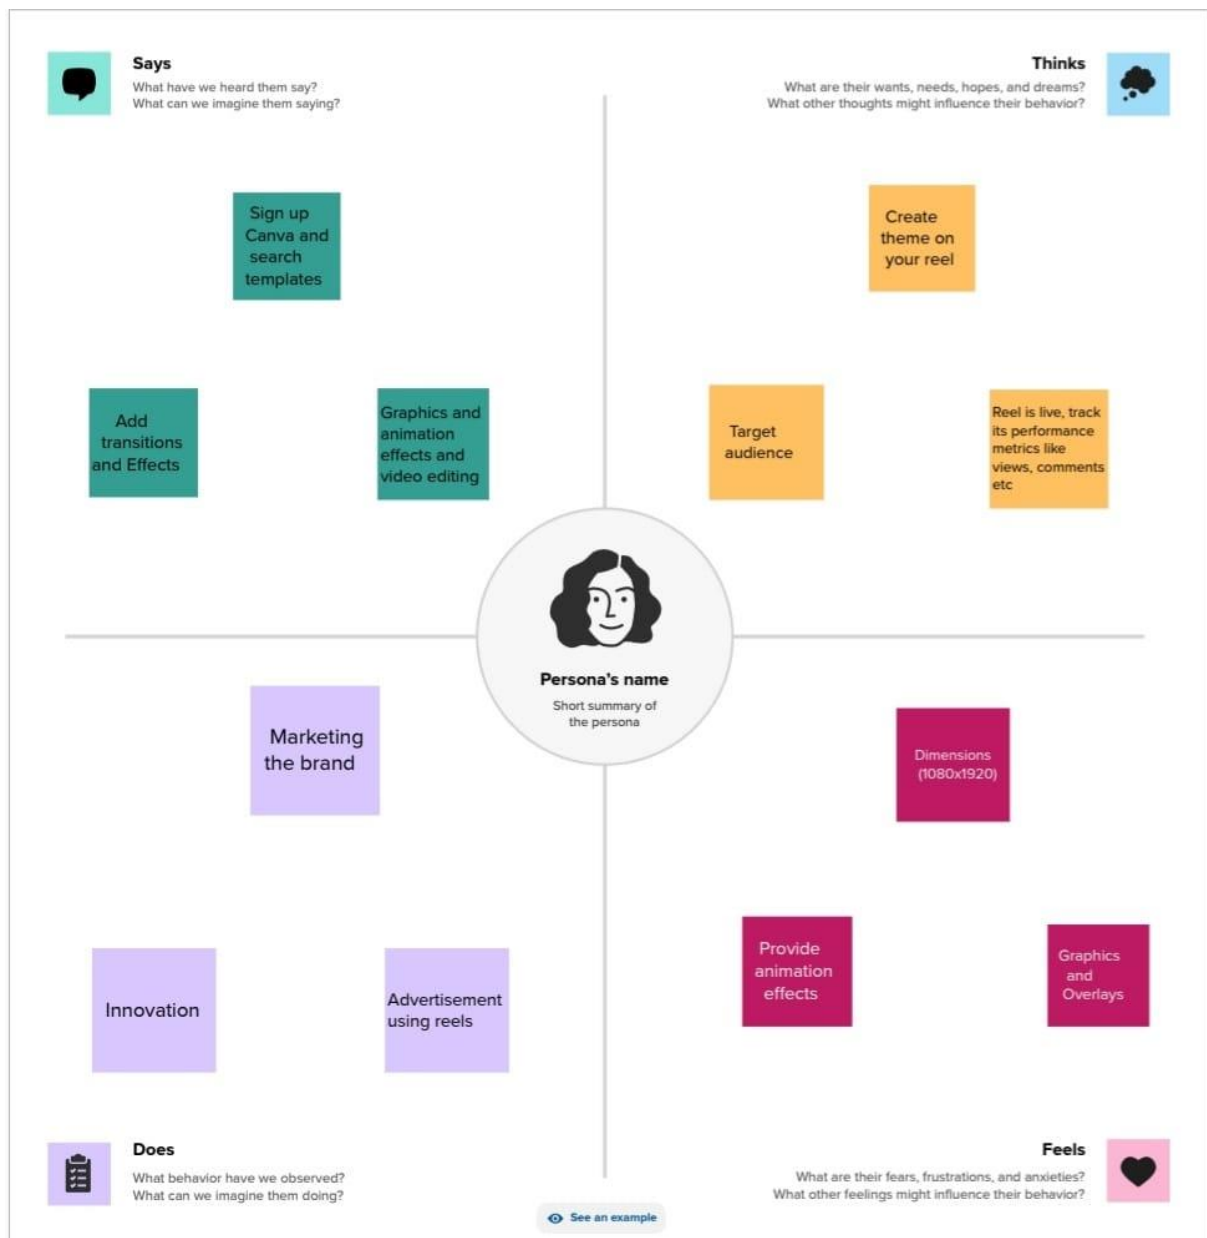 Says
What have we heard them say?
What can we imagine them saying?
Thinks
What are their wants, needs, hopes, and dreams?
What other thoughts might influence their behavior?
Sign up
Canva and
search
templates
Add
transitions
and Effects
Graphics and
animation
effects and
video editing
Create
theme on
your reel
Target
audience
Reel is live, track
its performance
metrics like
views, comments
etc
Persona's name
Short summary of
the persona
Marketing
the brand
Innovation
Advertisement
using reels
Dimensions
(1080x1920)
Provide
animation
effects
Graphics
and
Overlays
Does
What behavior have we observed?
What can we imagine them doing?
Feels
What are their fears, frustrations, and anxieties?
What other feelings might influence their behavior?
See an example